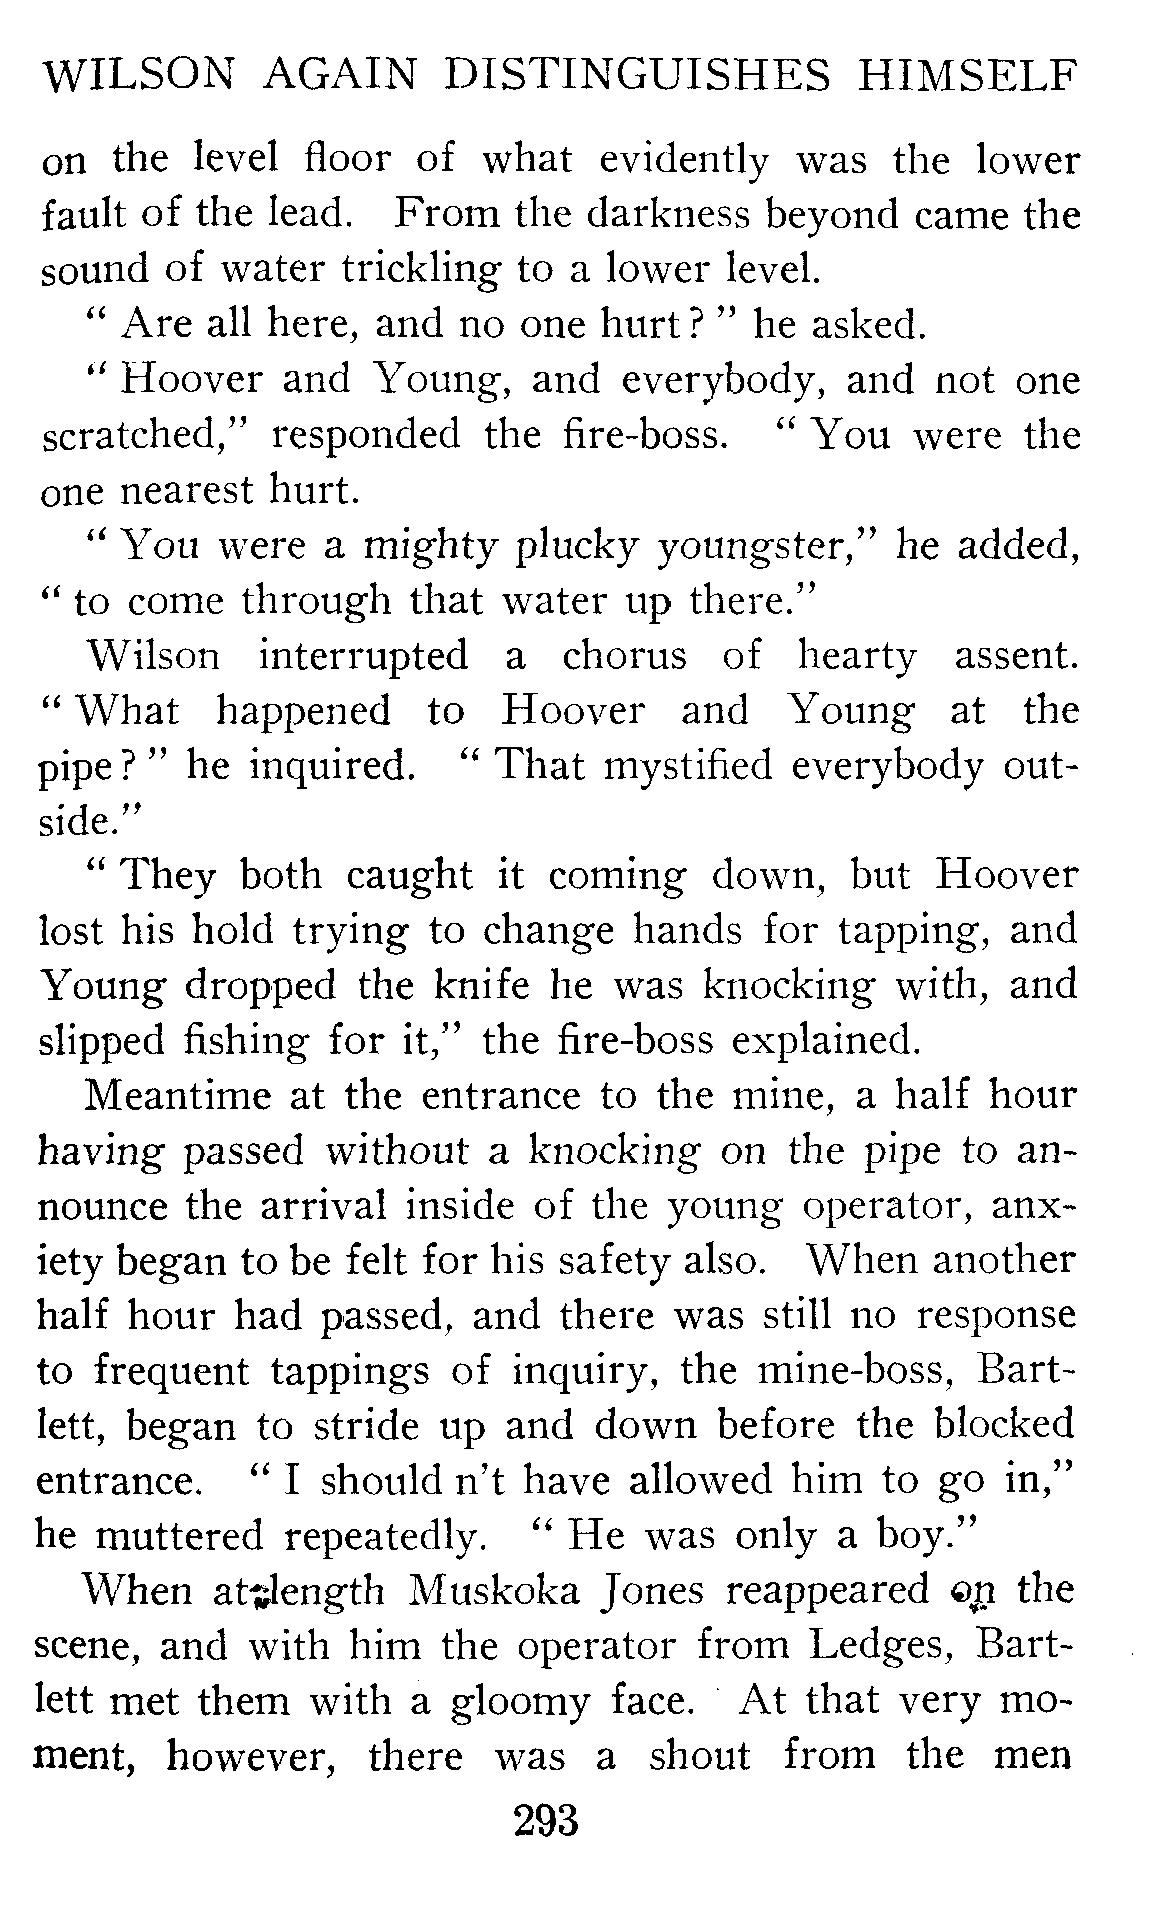 WILSON AGAIN DISTINGUISHES HIMSELF
on the level floor of what evidently was the lower
fault of the lead. From the darkness beyond came the
sound of water trickling to a lower level.
" Are all here, and no one hurt? " he asked.
" Hoover and Young, and everybody, and not one
scratched," responded the fire-boss. " You were the
one nearest hurt.
" You were a mighty plucky youngster," he added,
" to come through that water up there."
Wilson interrupted a chorus of hearty assent.
" What happened to Hoover and Young at the
pipe? " he inquired. " That mystified everybody out-
side."
" They both caught it coming down, but Hoover
lost his hold trying to change hands for tapping, and
Young dropped the knife he was knocking with, and
slipped fishing for it," the fire-boss explained.
Meantime at the entrance to the mine, a half hour
having passed without a knocking on the pipe to an-
nounce the arrival inside of the young operator, anx-
iety began to be felt for his safety also. When another
half hour had passed, and there was still no response
to frequent tappings of inquiry, the mine-boss, Bart-
lett, began to stride up and down before the blocked
entrance. " I should n't have allowed him to go in,"
he muttered repeatedly. " He was only a boy."
When at length Muskoka Jones reappeared on the
scene, and with him the operator from Ledges, Bart-
lett met them with a gloomy face. At that very mo-
ment, however, there was a shout from the men
293